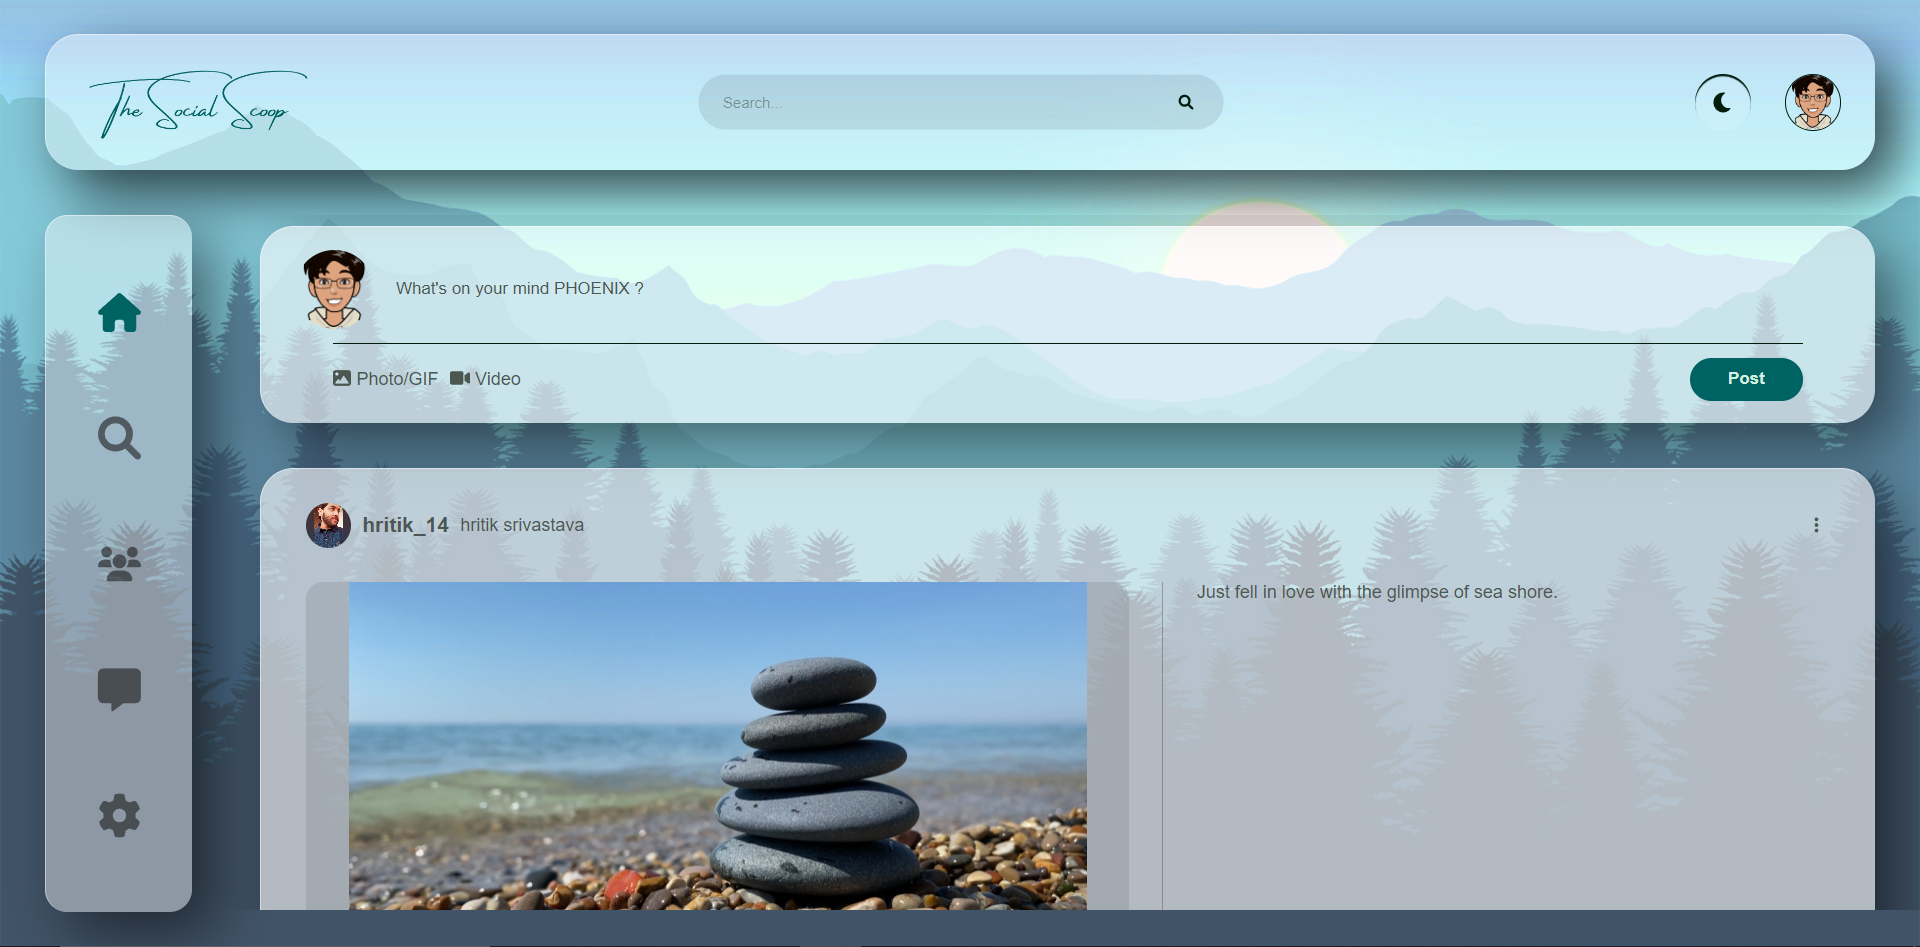 The Social Scoop
Search...
What's on your mind PHOENIX ?
Photo/GIF Video
Post
hritik_14 hritik srivastava
Just fell in love with the glimpse of sea shore.